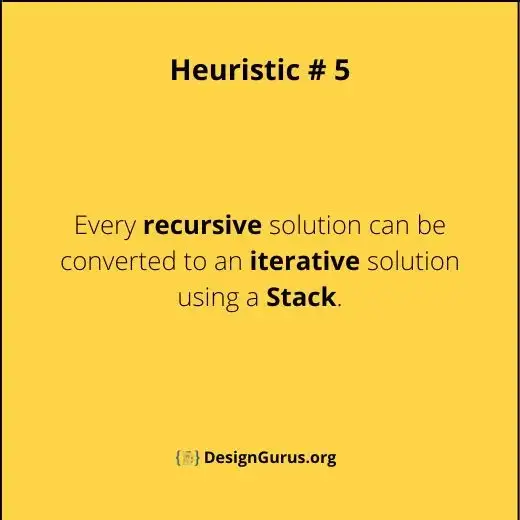 Heuristic # 5
Every recursive solution can be
converted to an iterative solution
using a Stack.
DesignGurus.org